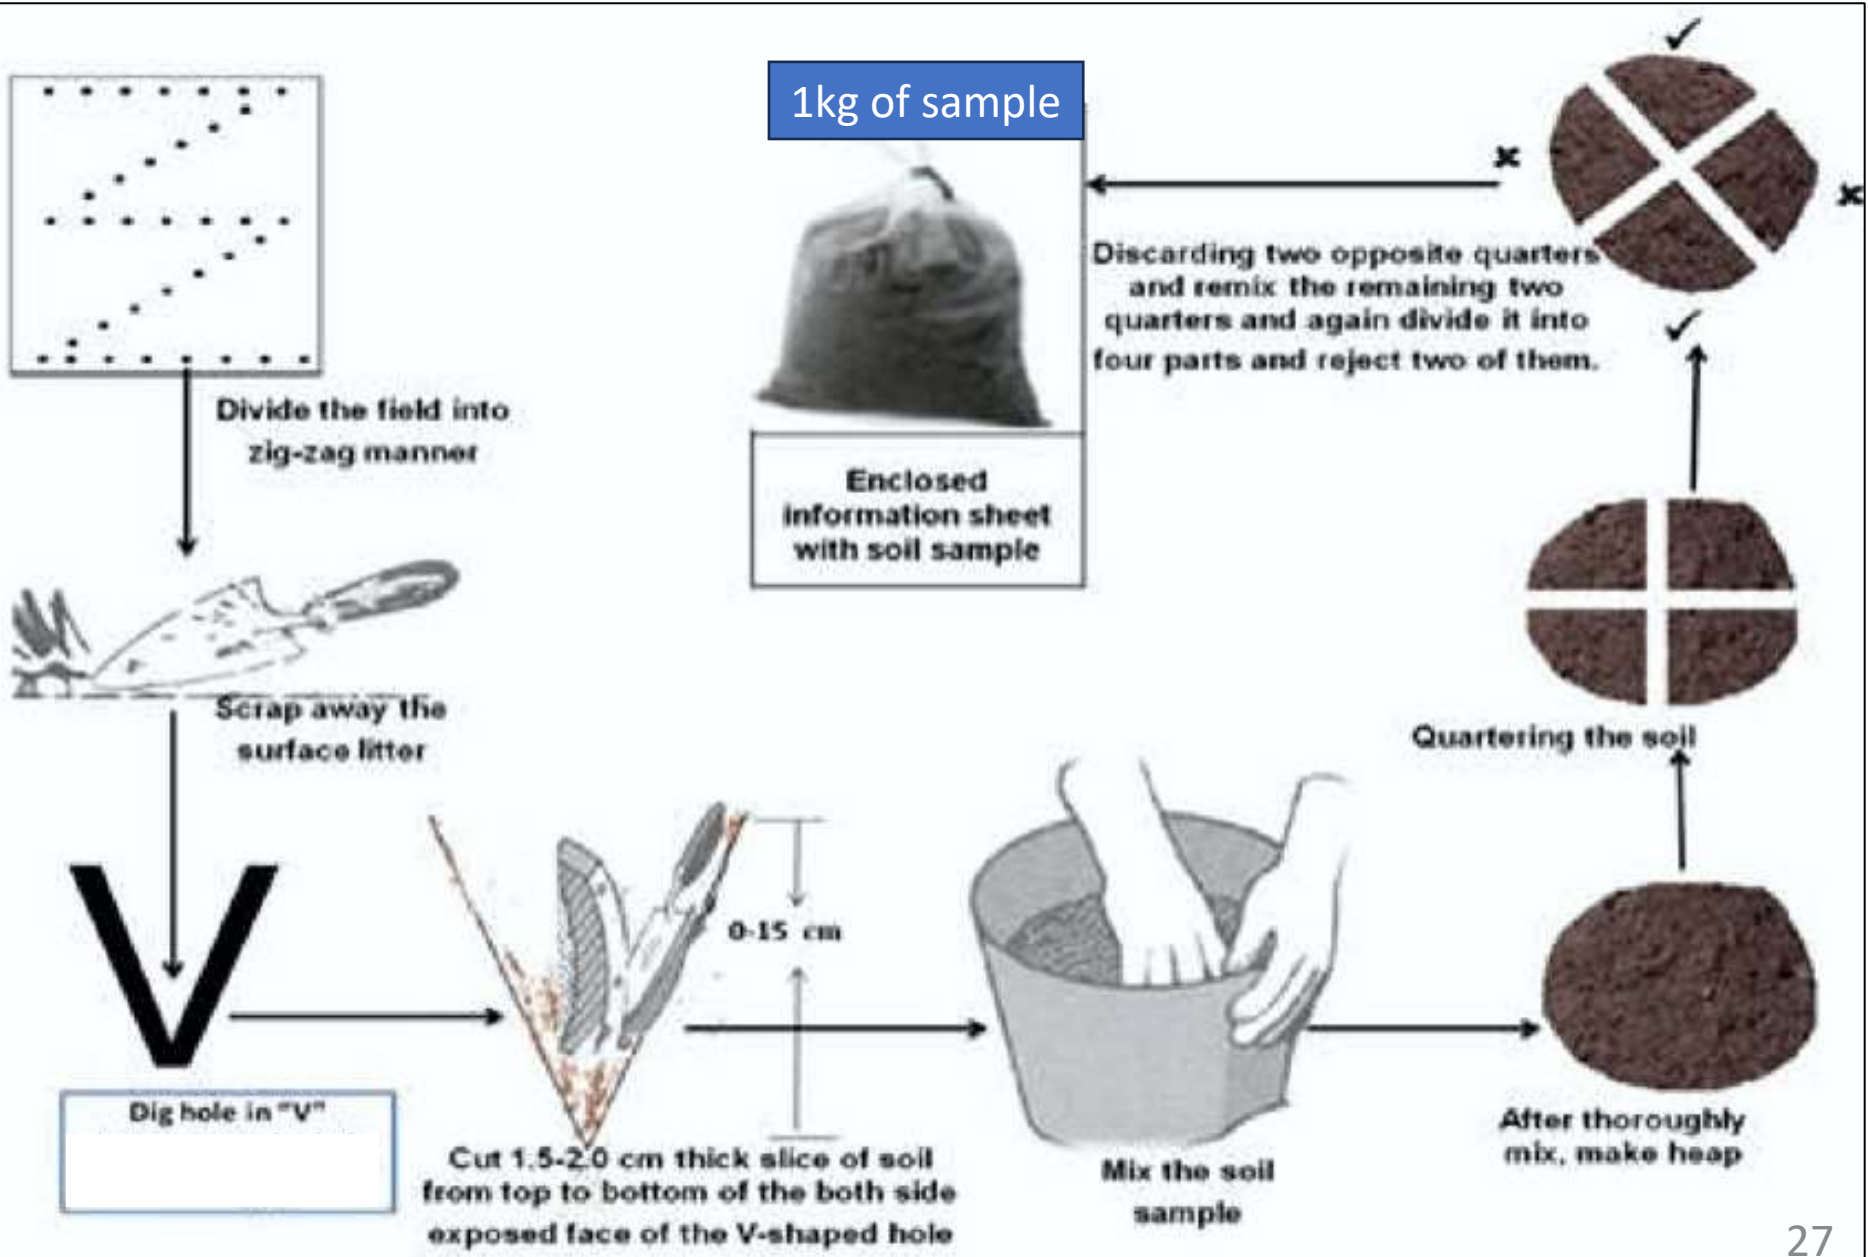 Divide the field into
zig-zag manner
Scrap away the
surface litter
Dig hole in "V"
0-15 cm
Cut 1.5-2.0 cm thick slice of soil
from top to bottom of the both side
exposed face of the V-shaped hole
Mix the soil
sample
After thoroughly
mix, make heap
Quartering the soil
Discarding two opposite quarters
and remix the remaining two
quarters and again divide it into
four parts and reject two of them.
1kg of sample
Enclosed
information sheet
with soil sample
27